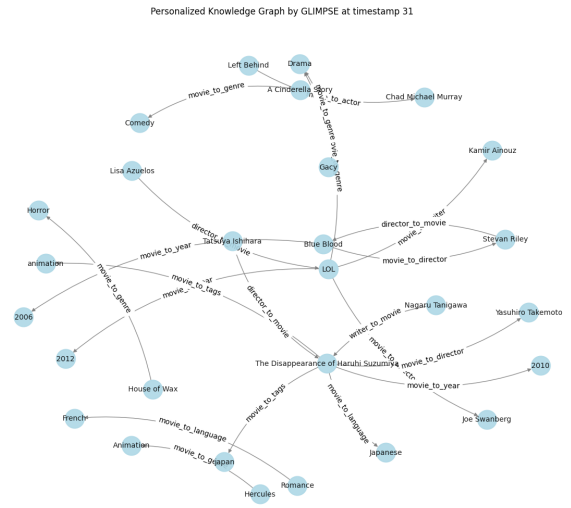 Personalized Knowledge Graph by GLIMPSE at timestamp 31
Left Behind
Drama
A Cinderella Story
movie_to_genre
Chad Michael Murray
Comedy
movie_to_genre
Kamir Ainouz
Lisa Azuelos
Gacy
Horror
director_to_movie
Tatsuya Ishihara
Blue Blood
director_to_movie
Stevan Riley
movie_to_year
movie_to_director
animation
LOL
movie_to_genre
movie_to_tags
director_to_movie
2006
Nagaru Tanigawa
Yasuhiro Takemoto
writer_to_movie
2012
The Disappearance of Haruhi Suzumiya
movie_to_director
2010
House of Wax
movie_to_year
movie_to_tags
movie_to_language
French
Joe Swanberg
movie_to_language
Animation
Japan
Japanese
Romance
Hercules